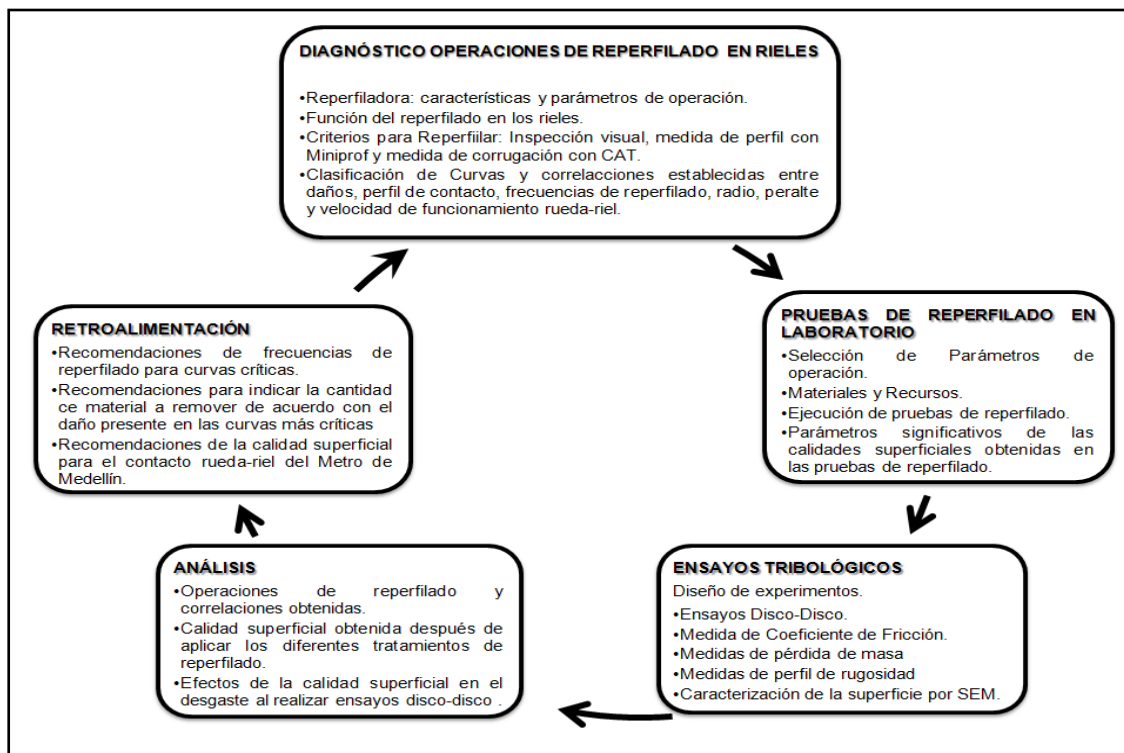 DIAGNÓSTICO OPERACIONES DE REPERFILADO EN RIELES
•Reperfiladora: características y parámetros de operación.
•Función del reperfilado en los rieles.
•Criterios para Reperfiilar: Inspección visual, medida de perfil con
Miniprof y medida de corrugación con CAT.
•Clasificación de Curvas y correlacciones establecidas entre
daños, perfil de contacto, frecuencias de reperfilado, radio, peralte
y velocidad de funcionamiento rueda-riel.
PRUEBAS DE REPERFILADO EN
LABORATORIO
•Selección de Parámetros de
operación.
•Materiales y Recursos.
•Ejecución de pruebas de reperfilado.
•Parámetros significativos de las
calidades superficiales obtenidas en
las pruebas de reperfilado.
ENSAYOS TRIBOLÓGICOS
Diseño de experimentos.
•Ensayos Disco-Disco.
•Medida de Coeficiente de Fricción.
•Medidas de pérdida de masa
•Medidas de perfil de rugosidad
•Caracterización de la superficie por SEM.
ANÁLISIS
•Operaciones de reperfilado y
correlaciones obtenidas.
•Calidad superficial obtenida después de
aplicar los diferentes tratamientos de
reperfilado.
•Efectos de la calidad superficial en el
desgaste al realizar ensayos disco-disco .
RETROALIMENTACIÓN
•Recomendaciones de frecuencias de
reperfilado para curvas críticas.
•Recomendaciones para indicar la cantidad
ce material a remover de acuerdo con el
daño presente en las curvas más críticas
•Recomendaciones de la calidad superficial
para el contacto rueda-riel del Metro de
Medellín.